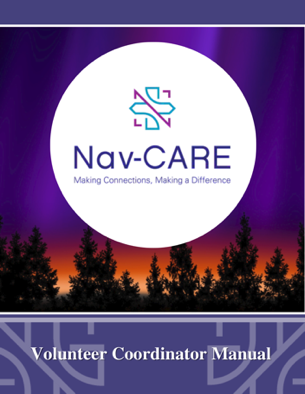 Nav-CARE
Making Connections, Making a Difference
Volunteer Coordinator Manual